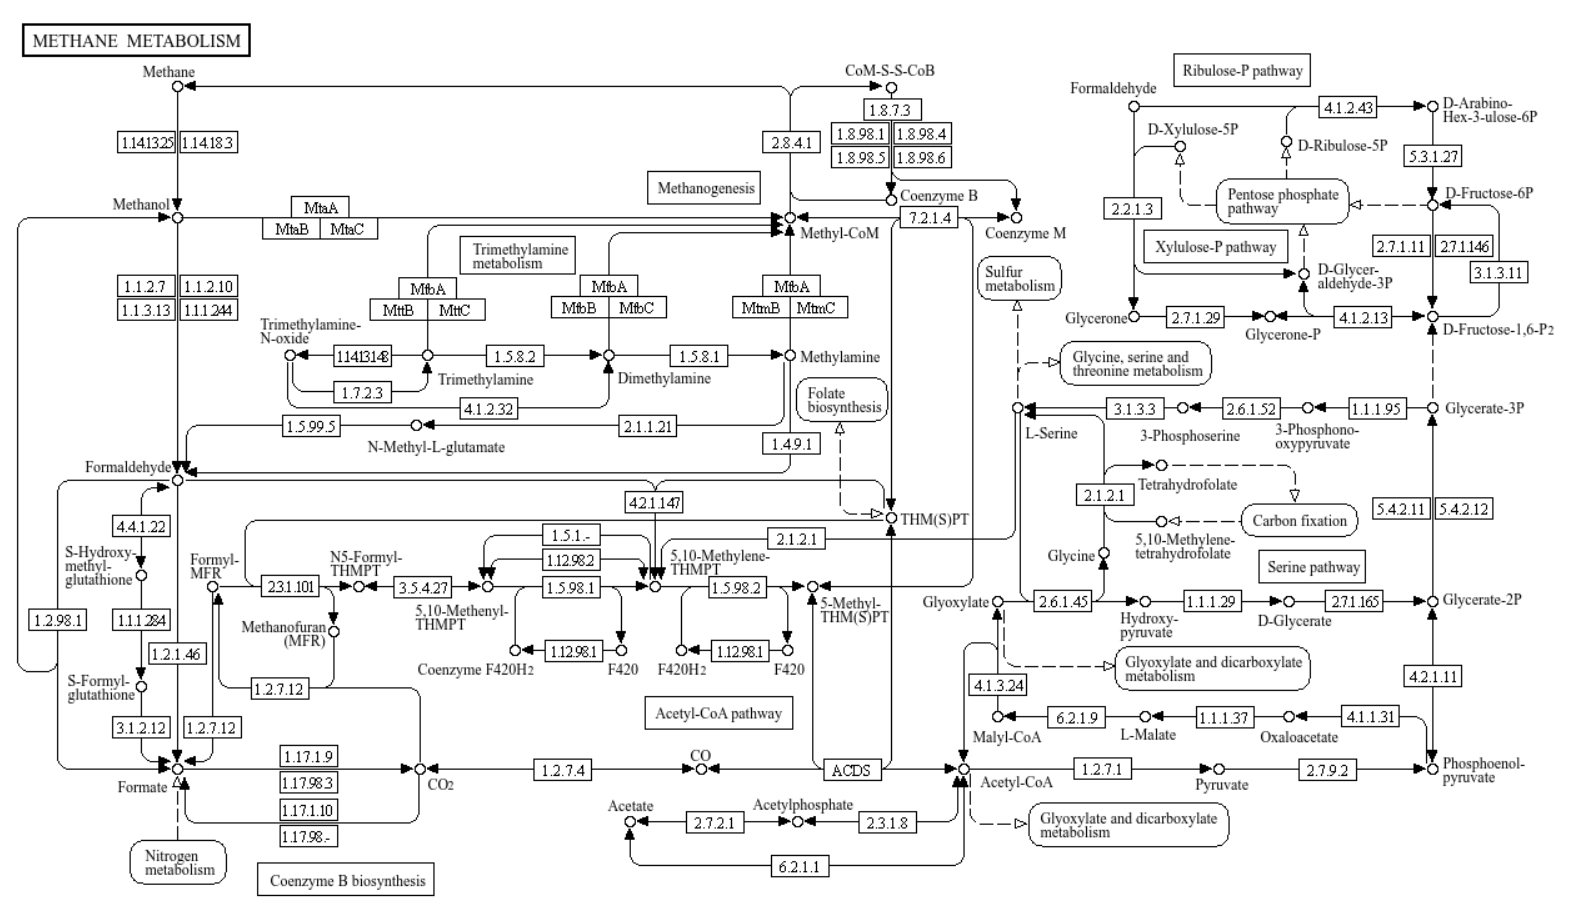 METHANE METABOLISM
Methane
CoM-S-S-CoB
Ribulose-P pathway
Formaldehyde
D-Arabino-
Hex-3-ulose-6P
4.1.2.43
1.8.7.3
1.14.13.25
1.14.18.3
2.8.4.1
1.8.98.1
1.8.98.4
1.8.98.5
1.8.98.6
D-Xylulose-5P
D-Ribulose-5P
5.3.1.27
Methanogenesis
Coenzyme B
Pentose phosphate
pathway
D-Fructose-6P
Methanol
MtaA
MtaB
MtaC
Methyl-CoM
7.2.1.4
Coenzyme M
2.2.1.3
Xylulose-P pathway
2.7.1.11
2.7.1.146
3.1.3.11
Trimethylamine
metabolism
Sulfur
metabolism
D-Glycer-
aldehyde-3P
1.1.2.7
1.1.2.10
1.1.3.13
1.1.1.244
MtbA
MttB
MttC
MtbA
MtbB
MtbC
MtbA
MtmB
MtmC
Glycerone
2.7.1.29
Glycerone-P
4.1.2.13
D-Fructose-1,6-P2
Trimethylamine-
N-oxide
1.14.13.148
Trimethylamine
1.5.8.2
Dimethylamine
1.5.8.1
Methylamine
Glycine, serine and
threonine metabolism
1.7.2.3
4.1.2.32
Folate
biosynthesis
L-Serine
3.1.3.3
3-Phosphoserine
2.6.1.52
3-Phosphono-
oxypyruvate
1.1.1.95
Glycerate-3P
1.5.99.5
N-Methyl-L-glutamate
2.1.1.21
1.4.9.1
Formaldehyde
4.2.1.147
THM(S)PT
Tetrahydrofolate
2.1.2.1
Carbon fixation
5,10-Methylene-
tetrahydrofolate
5.4.2.11
5.4.2.12
4.4.1.22
S-Hydroxy-
methyl-
glutathione
Formyl-
MFR
N5-Formyl-
THMPT
1.5.1.-
1.12.98.2
5,10-Methylene-
THMPT
2.1.2.1
Glycine
Serine pathway
2.3.1.101
3.5.4.27
5,10-Methenyl-
THMPT
1.5.98.1
1.5.98.2
5-Methyl-
THM(S)PT
Glyoxylate
2.6.1.45
Hydroxy-
pyruvate
1.1.1.29
D-Glycerate
2.7.1.165
Glycerate-2P
1.2.98.1
1.1.1.284
Methanofuran
(MFR)
1.2.1.46
Coenzyme F420H2
1.12.98.1
F420
F420H2
1.12.98.1
F420
Glyoxylate and dicarboxylate
metabolism
S-Formyl-
glutathione
1.2.7.12
4.1.3.24
4.2.1.11
3.1.2.12
1.2.7.12
Acetyl-CoA pathway
Malyl-CoA
6.2.1.9
L-Malate
1.1.1.37
Oxaloacetate
4.1.1.31
Formate
1.17.1.9
1.17.98.3
1.17.1.10
1.17.98.-
CO2
1.2.7.4
CO
ACDS
Acetyl-CoA
1.2.7.1
Pyruvate
2.7.9.2
Phosphoenol-
pyruvate
Acetate
2.7.2.1
Acetylphosphate
2.3.1.8
Glyoxylate and dicarboxylate
metabolism
Nitrogen
metabolism
6.2.1.1
Coenzyme B biosynthesis